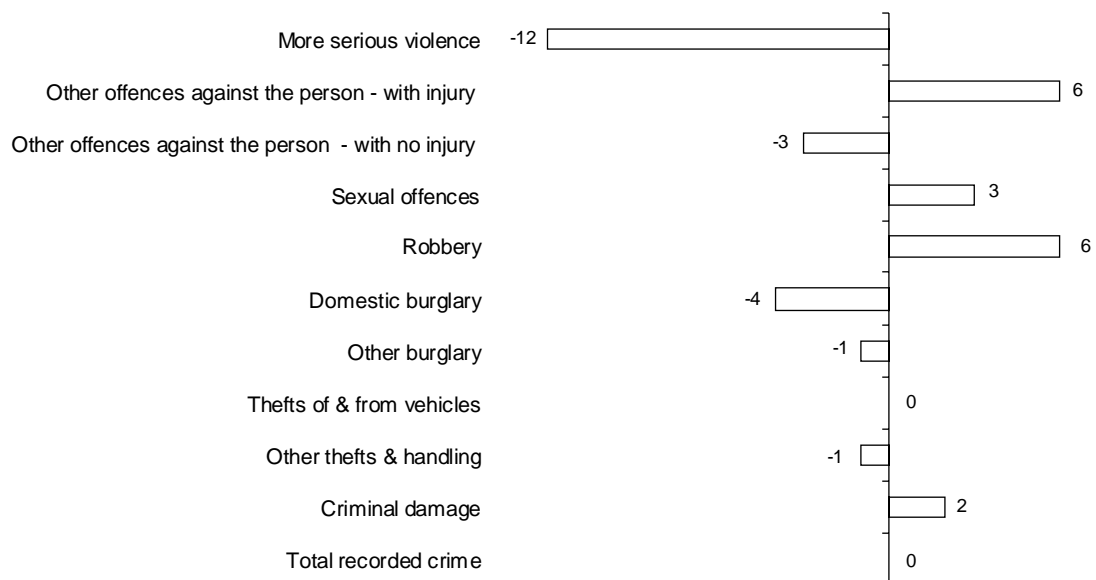 More serious violence -12
Other offences against the person - with injury 6
Other offences against the person - with no injury -3
Sexual offences 3
Robbery 6
Domestic burglary -4
Other burglary -1
Thefts of & from vehicles 0
Other thefts & handling -1
Criminal damage 2
Total recorded crime 0